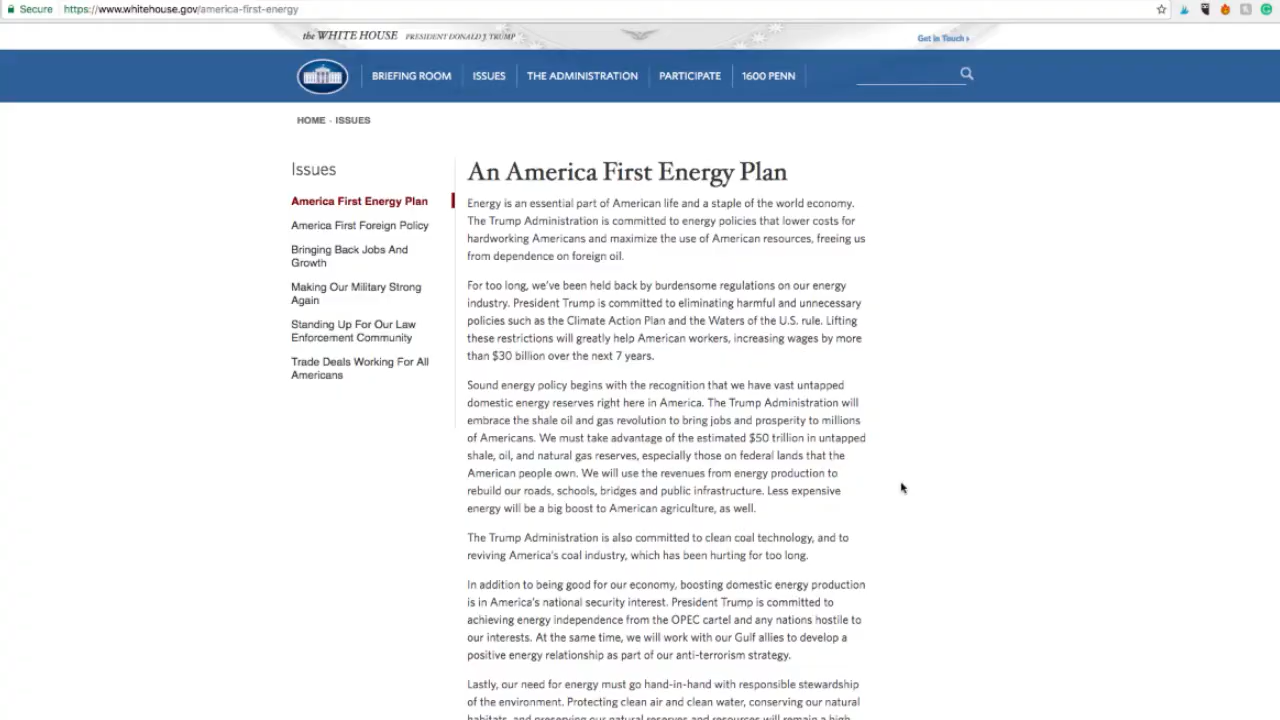 Secure https://www.whitehouse.gov/america-first-energy
the WHITE HOUSE PRESIDENT DONALD J. TRUMP
Get in Touch
BRIEFING ROOM ISSUES THE ADMINISTRATION PARTICIPATE 1600 PENN
HOME · ISSUES
Issues
America First Energy Plan
America First Foreign Policy
Bringing Back Jobs And
Growth
Making Our Military Strong
Again
Standing Up For Our Law
Enforcement Community
Trade Deals Working For All
Americans
An America First Energy Plan
Energy is an essential part of American life and a staple of the world economy.
The Trump Administration is committed to energy policies that lower costs for
hardworking Americans and maximize the use of American resources, freeing us
from dependence on foreign oil.
For too long, we've been held back by burdensome regulations on our energy
industry. President Trump is committed to eliminating harmful and unnecessary
policies such as the Climate Action Plan and the Waters of the U.S. rule. Lifting
these restrictions will greatly help American workers, increasing wages by more
than $30 billion over the next 7 years.
Sound energy policy begins with the recognition that we have vast untapped
domestic energy reserves right here in America. The Trump Administration will
embrace the shale oil and gas revolution to bring jobs and prosperity to millions
of Americans. We must take advantage of the estimated $50 trillion in untapped
shale, oil, and natural gas reserves, especially those on federal lands that the
American people own. We will use the revenues from energy production to
rebuild our roads, schools, bridges and public infrastructure. Less expensive
energy will be a big boost to American agriculture, as well.
The Trump Administration is also committed to clean coal technology, and to
reviving America's coal industry, which has been hurting for too long.
In addition to being good for our economy, boosting domestic energy production
is in America's national security interest. President Trump is committed to
achieving energy independence from the OPEC cartel and any nations hostile to
our interests. At the same time, we will work with our Gulf allies to develop a
positive energy relationship as part of our anti-terrorism strategy.
Lastly, our need for energy must go hand-in-hand with responsible stewardship
of the environment. Protecting clean air and clean water, conserving our natural
habitats, and preserving our natural reserves and resources will remain a high